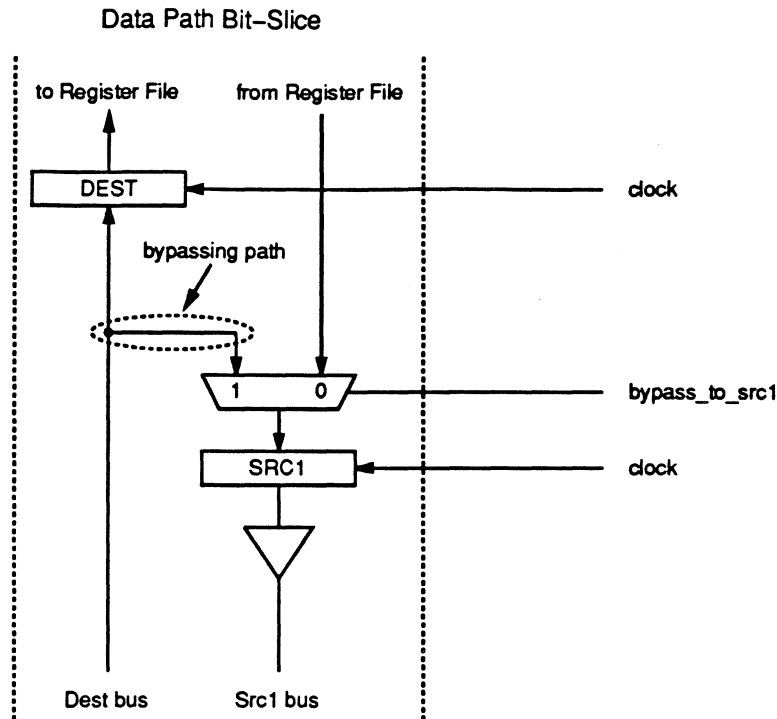 Data Path Bit-Slice
to Register File
from Register File
DEST
clock
bypassing path
1
0
bypass_to_src1
SRC1
clock
Dest bus
Src1 bus